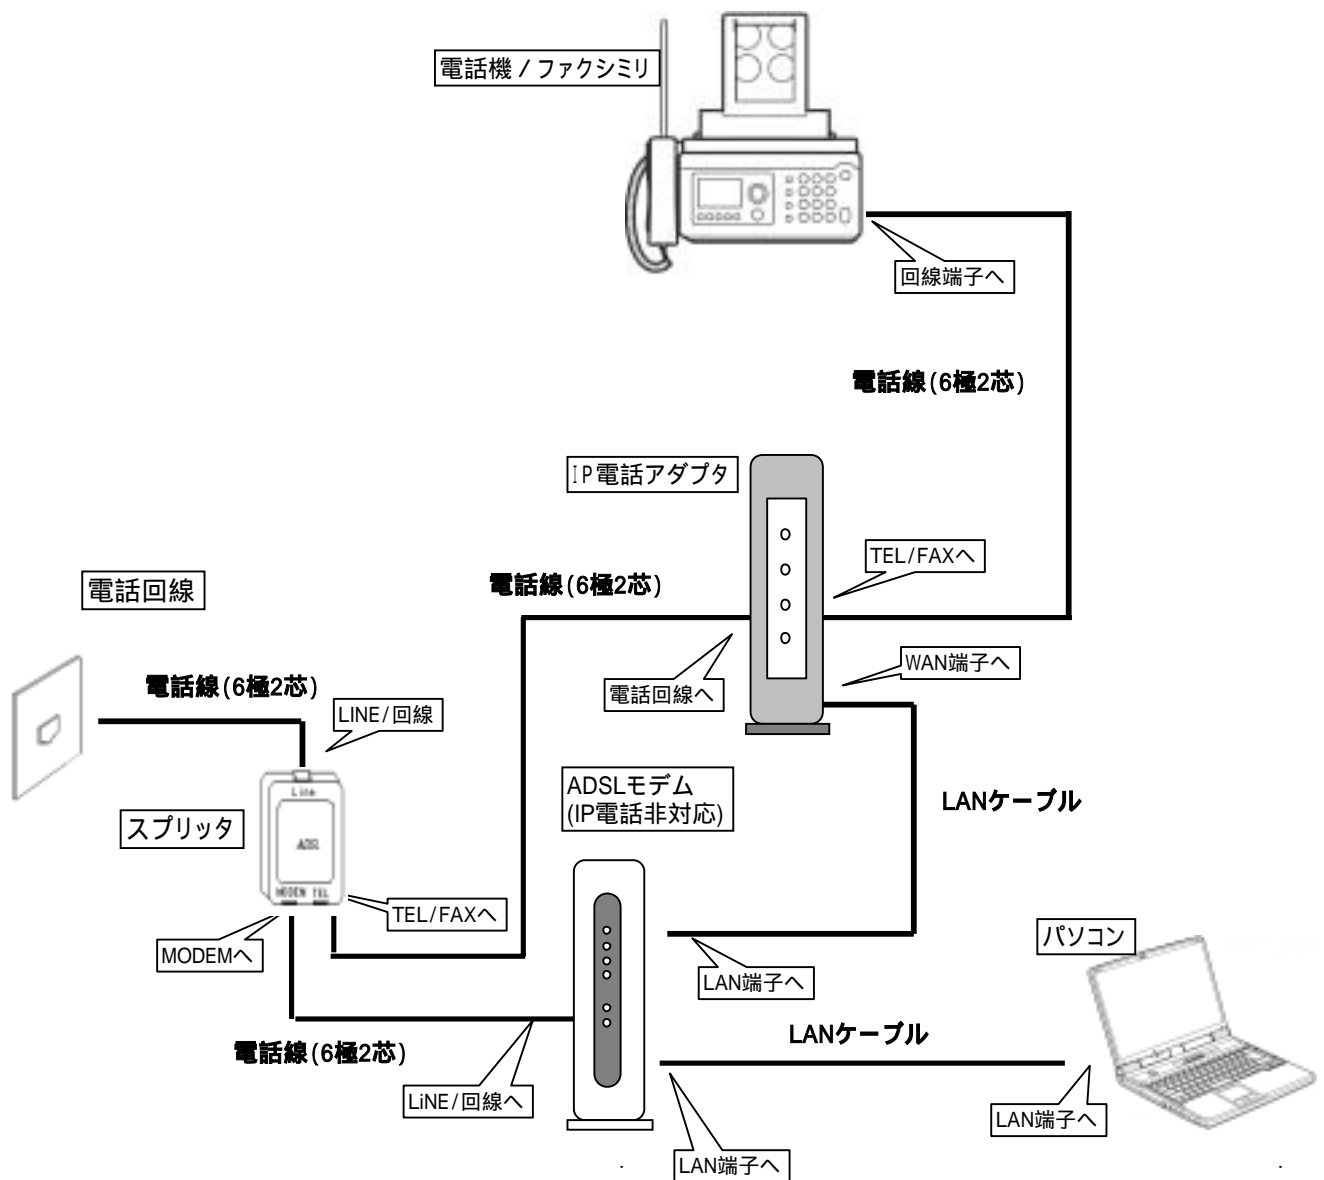 電話機/ファクシミリ
回線端子へ
電話線(6極2芯)
IP電話アダプタ
TEL/FAXへ
電話線(6極2芯)
電話回線
WAN端子へ
電話線(6極2芯)
電話回線へ
LINE/回線
ADSLモデム
(IP電話非対応)
LANケーブル
Line
スプリッタ
ADSL
MODEM TEL
TEL/FAXへ
パソコン
MODEMへ
LAN端子へ
LANケーブル
電話線(6極2芯)
LiNE/回線へ
LAN端子へ
LAN端子へ